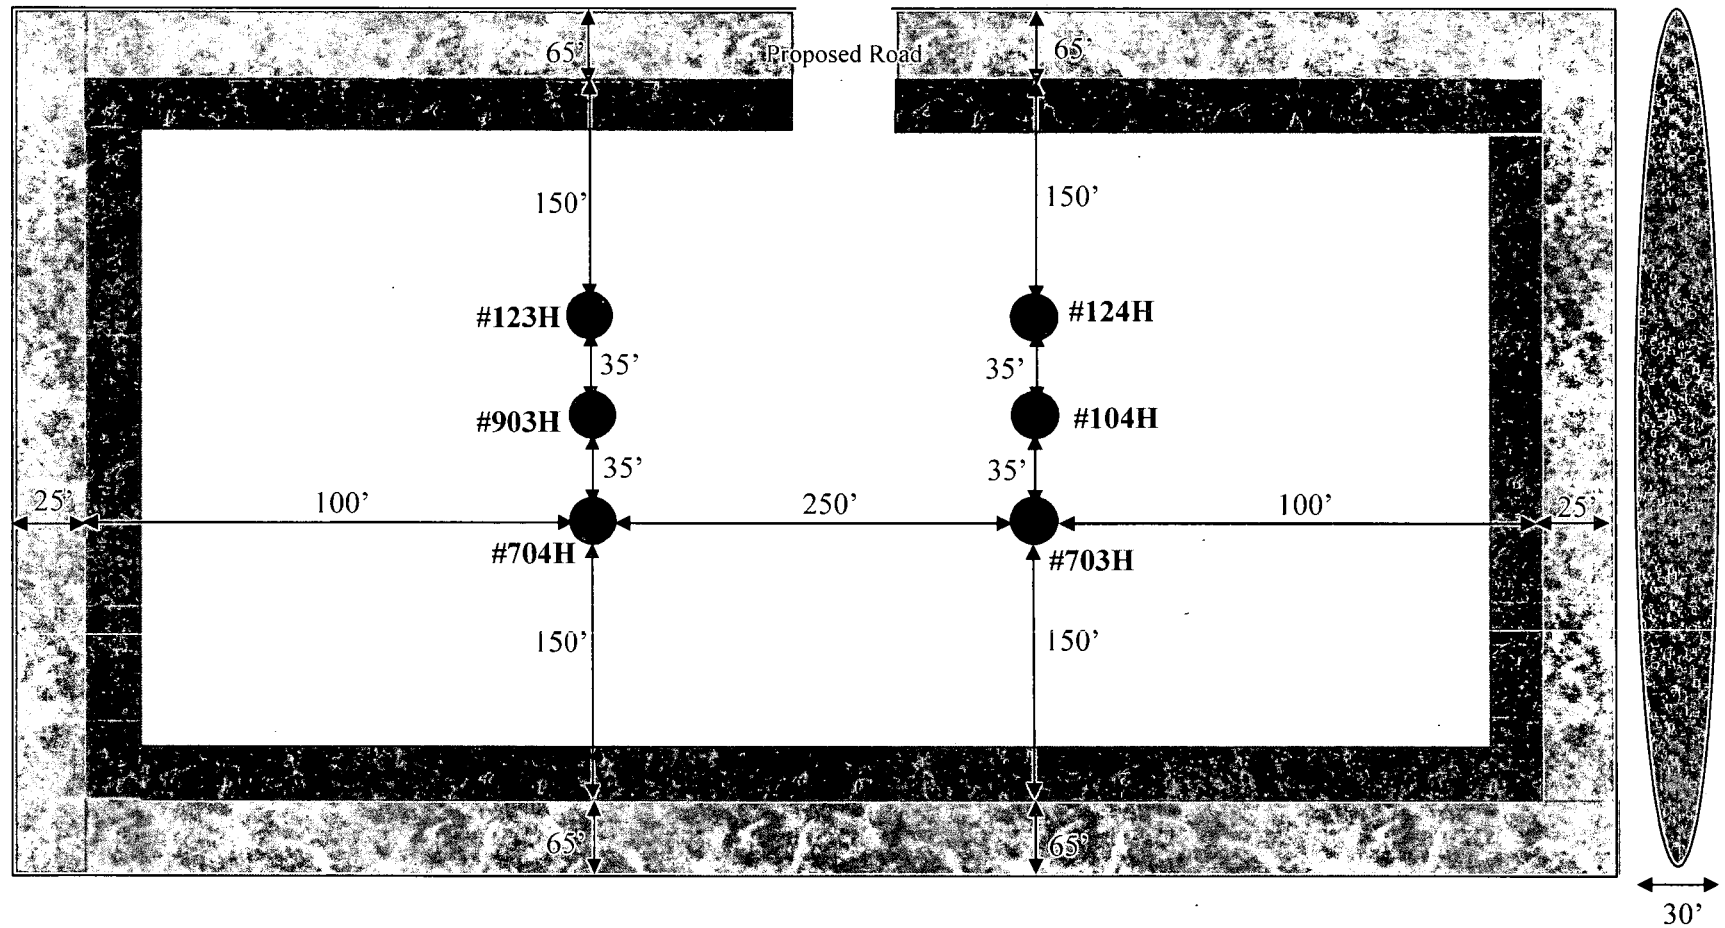 65’ Proposed Road 65’
150’ 150’
#123H #124H
35’ 35’
#903H #104H
35’ 35’
25’ 100’ 250’ 100’ 25’
#704H #703H
150’ 150’
65’ 65’
30’